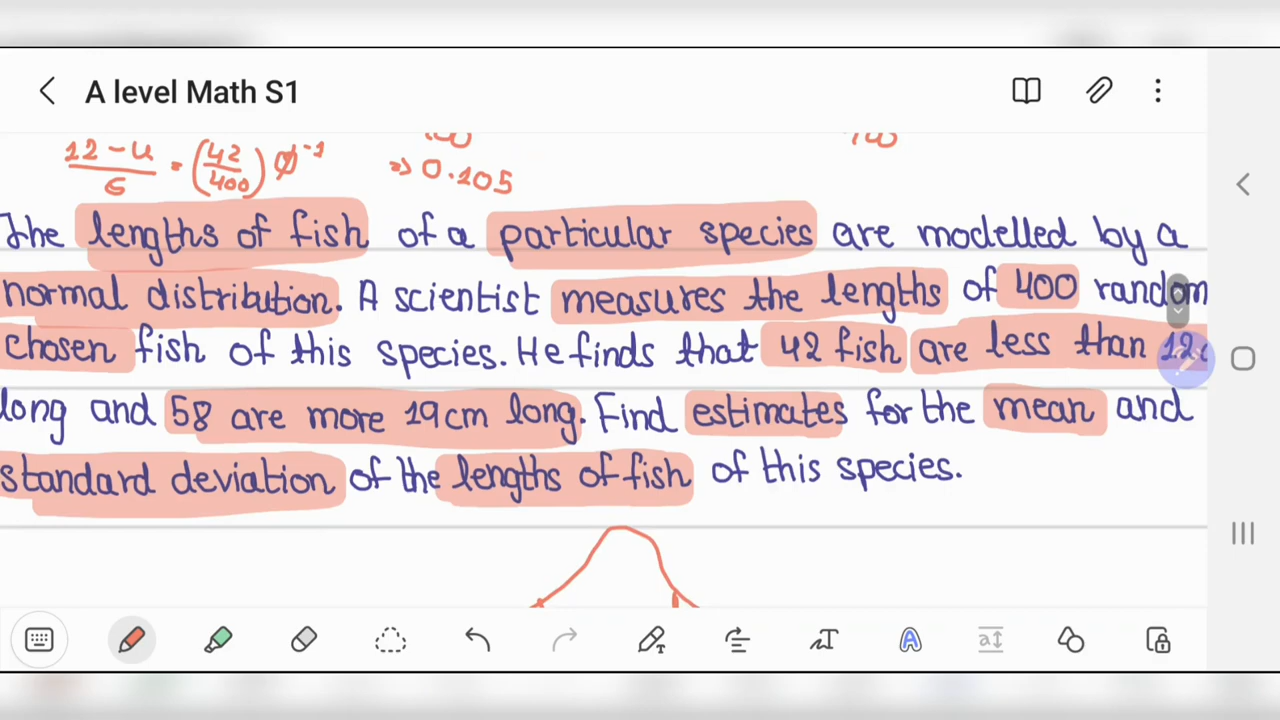 A level Math S1
12 - u / σ = (42/400) Ø⁻¹
⇒ 0.105
The lengths of fish of a particular species are modelled by a
normal distribution. A scientist measures the lengths of 400 random
chosen fish of this species. He finds that 42 fish are less than 12
long and 58 are more 19cm long. Find estimates for the mean and
standard deviation of the lengths of fish of this species.